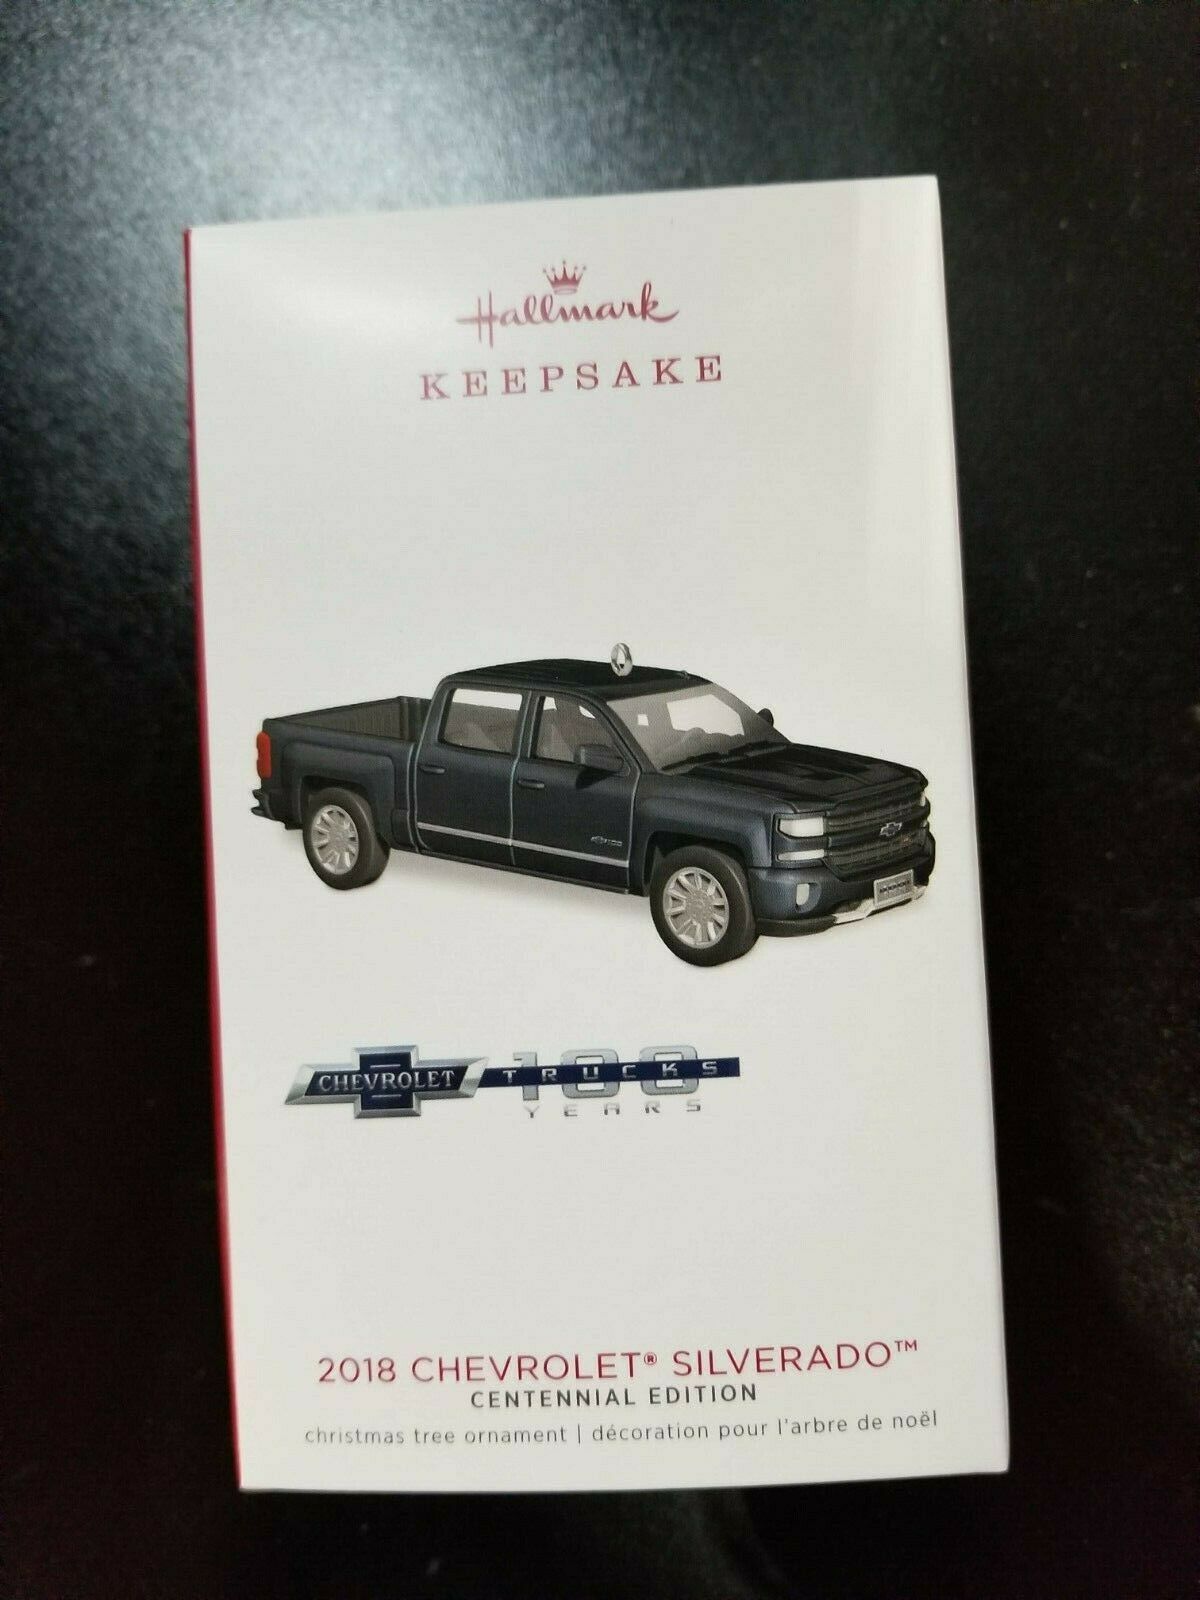 Hallmark
KEEPSAKE
CHEVROLET
100
TRUCKS
YEARS
2018 CHEVROLET® SILVERADO™
CENTENNIAL EDITION
christmas tree ornament | décoration pour l'arbre de noël